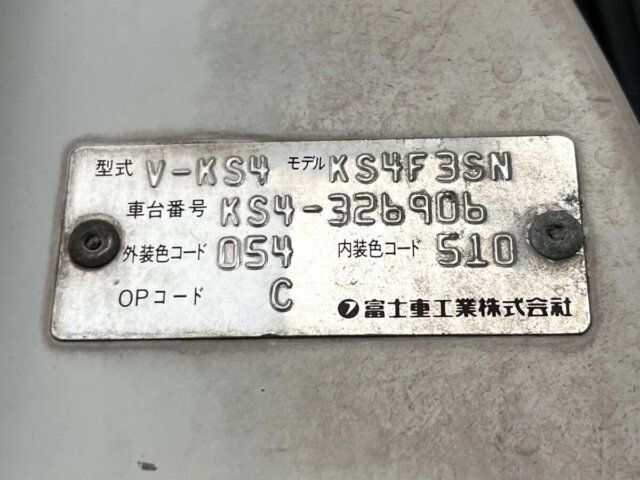 型式 V-KS4 モデル KS4F3SN
車台番号 KS4-326906
外装色コード 054 内装色コード 510
OPコード C
富士重工業株式会社